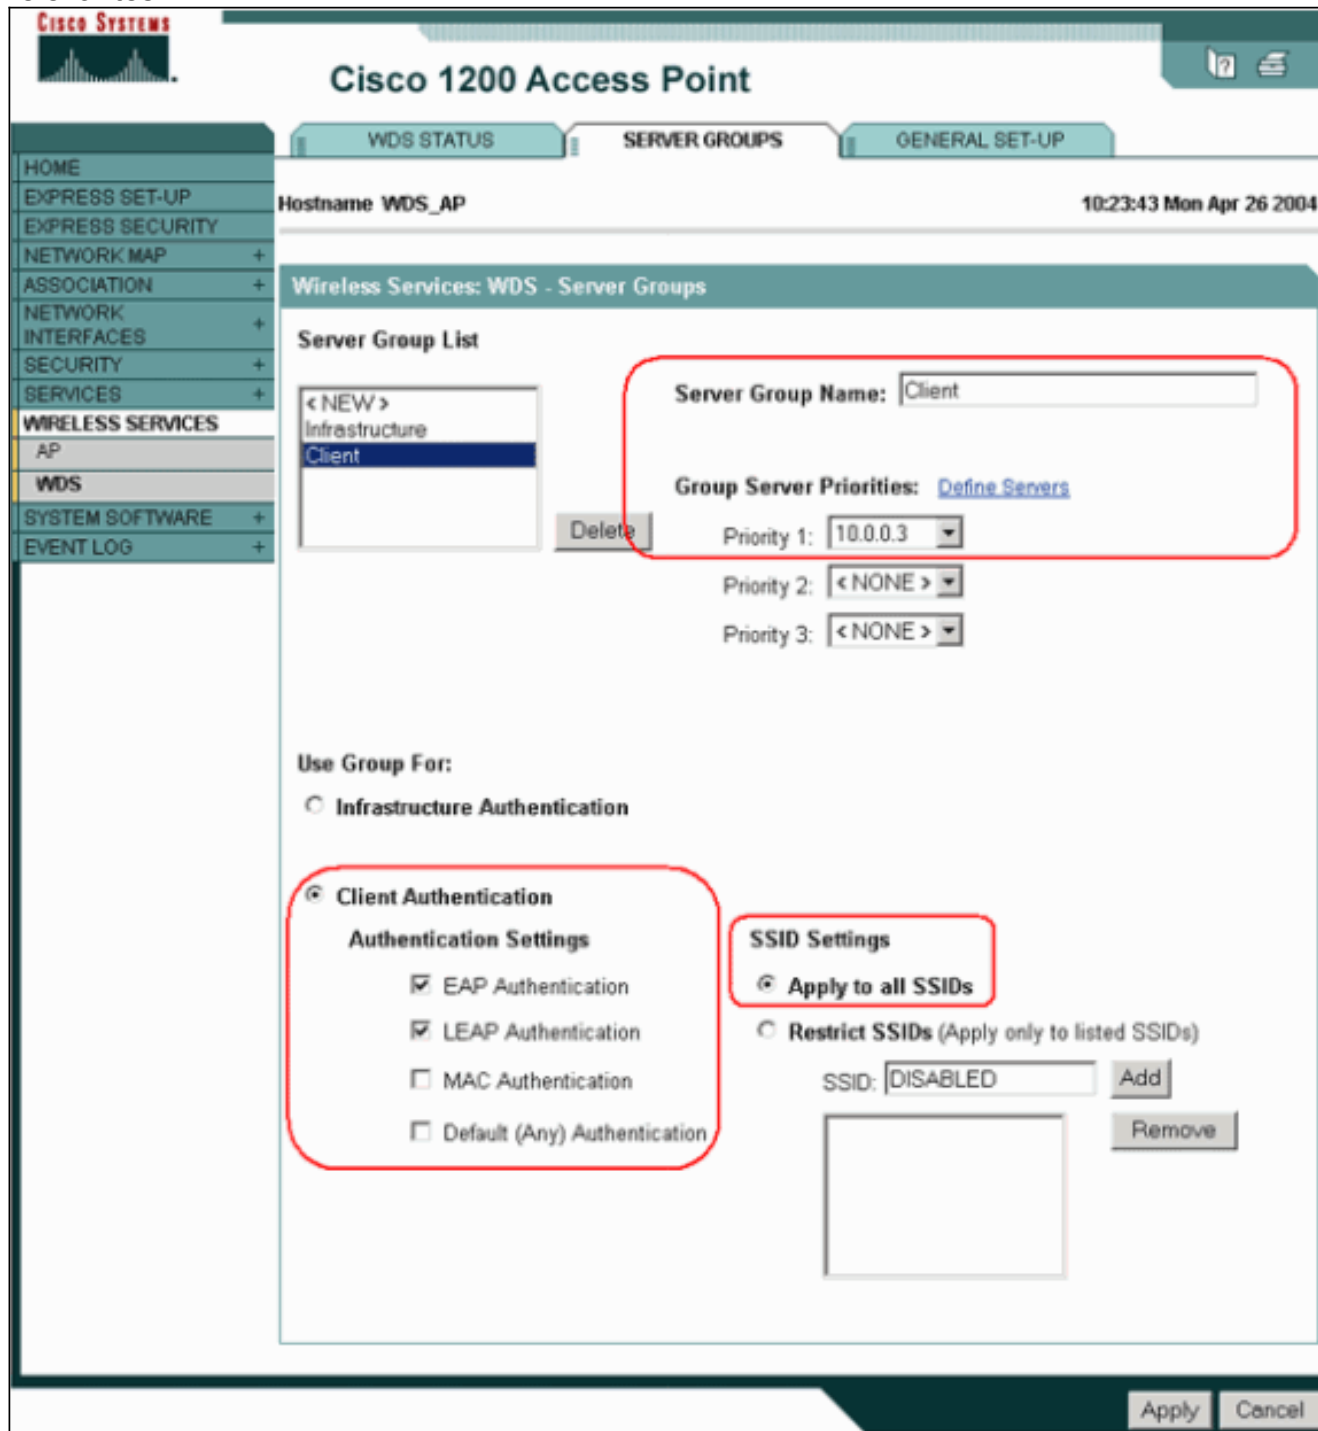 CISCO SYSTEMS
Cisco 1200 Access Point
WDS STATUS
SERVER GROUPS
GENERAL SET-UP
HOME
EXPRESS SET-UP
EXPRESS SECURITY
NETWORK MAP +
ASSOCIATION +
NETWORK
INTERFACES +
SECURITY +
SERVICES +
WIRELESS SERVICES
AP
WDS
SYSTEM SOFTWARE +
EVENT LOG +
Hostname WDS_AP
10:23:43 Mon Apr 26 2004
Wireless Services: WDS - Server Groups
Server Group List
< NEW >
Infrastructure
Client
Delete
Server Group Name: Client
Group Server Priorities: Define Servers
Priority 1: 10.0.0.3
Priority 2: < NONE >
Priority 3: < NONE >
Use Group For:
Infrastructure Authentication
Client Authentication
Authentication Settings
EAP Authentication
LEAP Authentication
MAC Authentication
Default (Any) Authentication
SSID Settings
Apply to all SSIDs
Restrict SSIDs (Apply only to listed SSIDs)
SSID: DISABLED
Add
Remove
Apply
Cancel